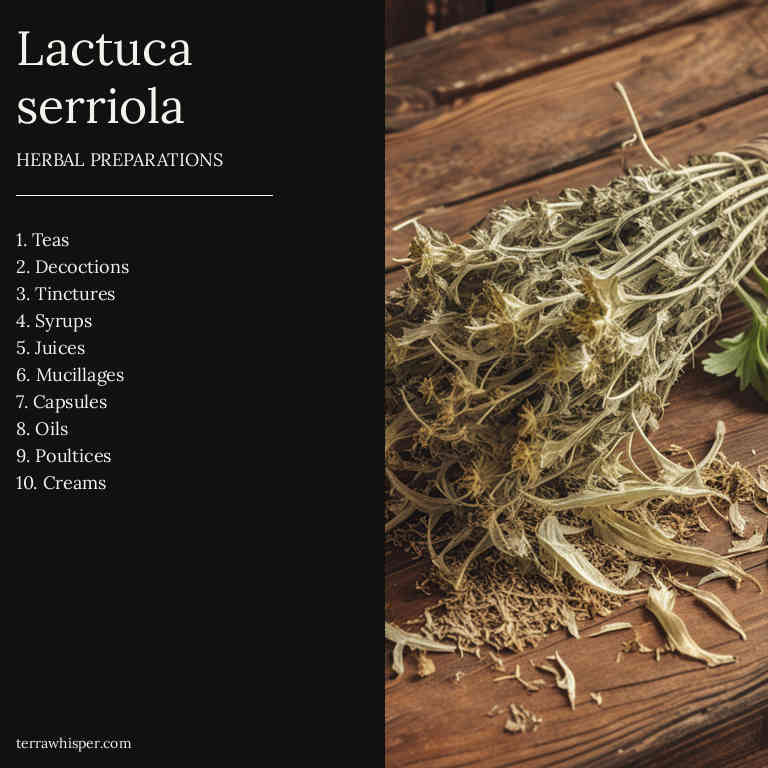 Lactuca
serriola
HERBAL PREPARATIONS
1. Teas
2. Decoctions
3. Tinctures
4. Syrups
5. Juices
6. Mucillages
7. Capsules
8. Oils
9. Poultices
10. Creams
terrawhisper.com